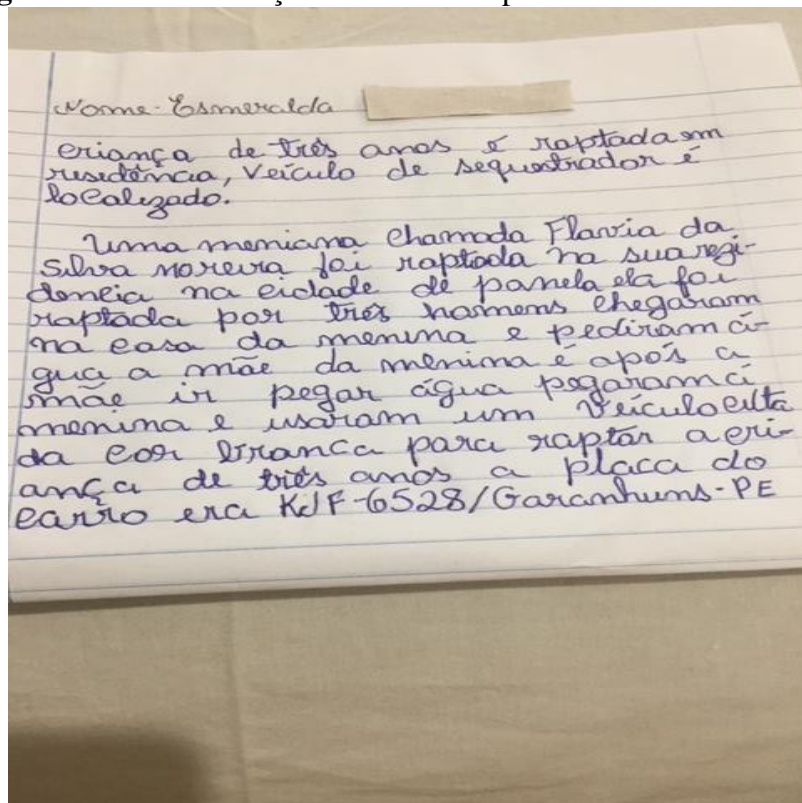 Nome: Esmeralda
criança de três anos é raptada em
residência, veículo de sequestrador é
localizado.
Uma meniana chamada Flavia da
silva moreira foi raptada na sua regi-
dencia na cidade de panela ela foi
raptada por três homens chegaram
na casa da menina e pediram á-
gua a mãe da menina é após a
mãe ir pegar água pegaram a
menina e usaram um veículo
da cor branca para raptar a cri-
ança de três anos a placa do
carro era KJF-6528/Garanhuns-PE